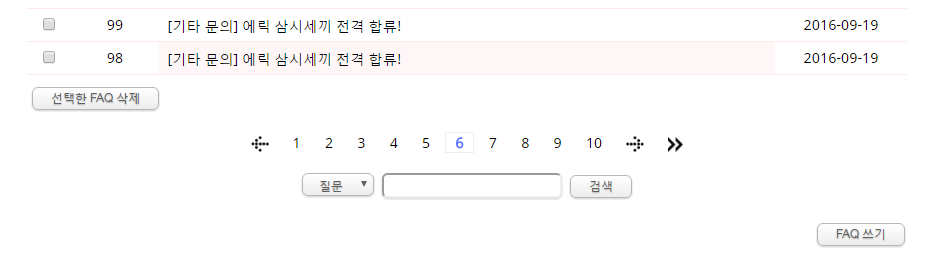 99 [기타 문의] 에릭 삼시세끼 전격 합류! 2016-09-19
98 [기타 문의] 에릭 삼시세끼 전격 합류! 2016-09-19
선택한 FAQ 삭제
1 2 3 4 5 6 7 8 9 10
질문 검색
FAQ 쓰기